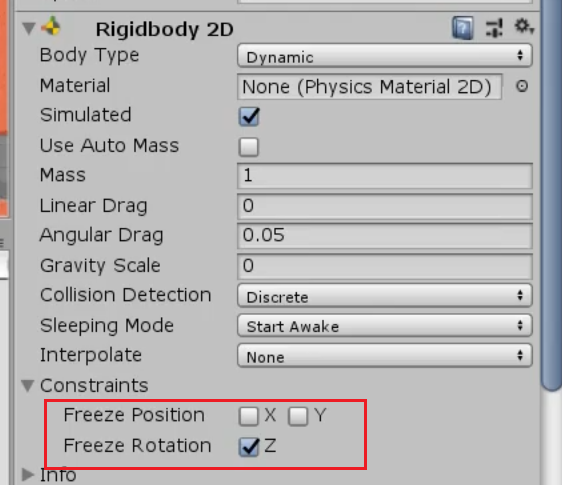 Rigidbody 2D
Body Type Dynamic
Material None (Physics Material 2D)
Simulated
Use Auto Mass
Mass 1
Linear Drag 0
Angular Drag 0.05
Gravity Scale 0
Collision Detection Discrete
Sleeping Mode Start Awake
Interpolate None
Constraints
Freeze Position X Y
Freeze Rotation Z
Info